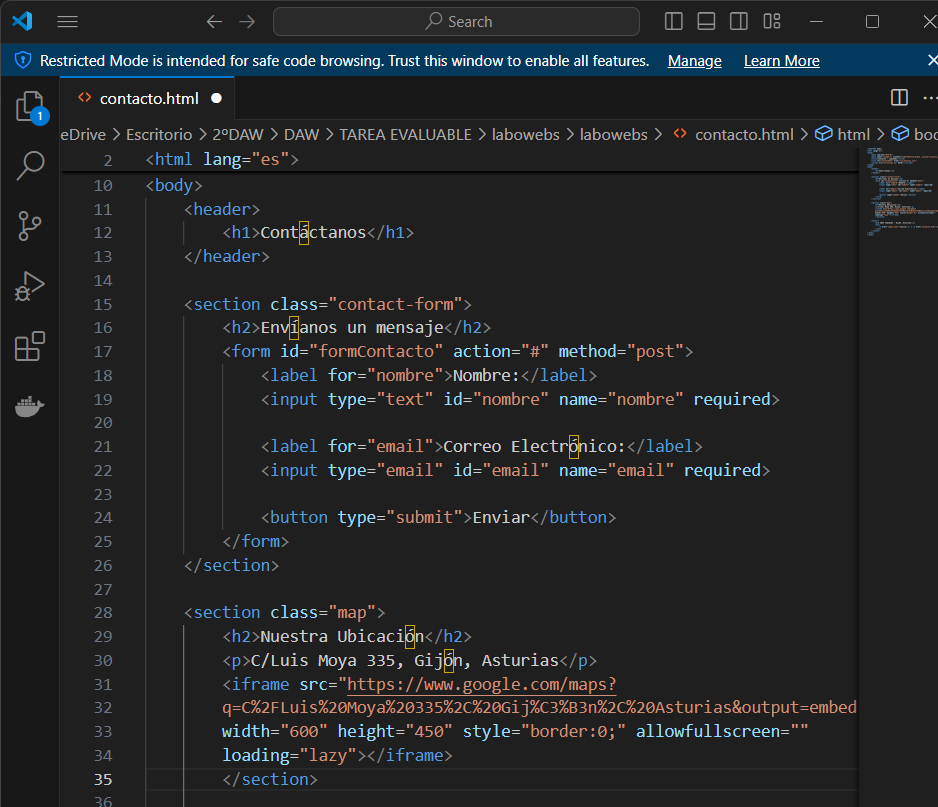 Search
Restricted Mode is intended for safe code browsing. Trust this window to enable all features. Manage Learn More
1
contacto.html
eDrive > Escritorio > 2ºDAW > DAW > TAREA EVALUABLE > labowebs > labowebs > contacto.html > html > bod
2 <html lang="es">
10 <body>
11 <header>
12 <h1>Contáctanos</h1>
13 </header>
14
15 <section class="contact-form">
16 <h2>Envíanos un mensaje</h2>
17 <form id="formContacto" action="#" method="post">
18 <label for="nombre">Nombre:</label>
19 <input type="text" id="nombre" name="nombre" required>
20
21 <label for="email">Correo Electrónico:</label>
22 <input type="email" id="email" name="email" required>
23
24 <button type="submit">Enviar</button>
25 </form>
26 </section>
27
28 <section class="map">
29 <h2>Nuestra Ubicación</h2>
30 <p>C/Luis Moya 335, Gijón, Asturias</p>
31 <iframe src="https://www.google.com/maps?
32 q=C%2FLuis%20Moya%20335%2C%20Gij%C3%B3n%2C%20Asturias&output=embed
33 width="600" height="450" style="border:0;" allowfullscreen=""
34 loading="lazy"></iframe>
35 </section>
36